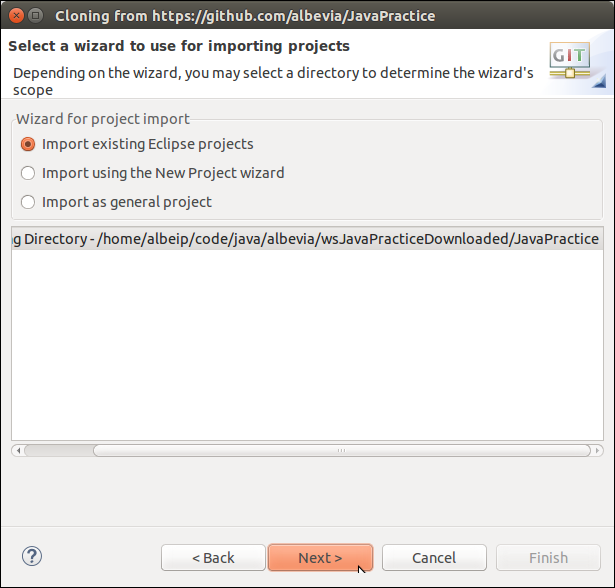 Cloning from https://github.com/albevia/JavaPractice
Select a wizard to use for importing projects
Depending on the wizard, you may select a directory to determine the wizard's
scope
GIT
Wizard for project import
Import existing Eclipse projects
Import using the New Project wizard
Import as general project
g Directory - /home/albeip/code/java/albevia/wsJavaPracticeDownloaded/JavaPractice
?
< Back
Next >
Cancel
Finish